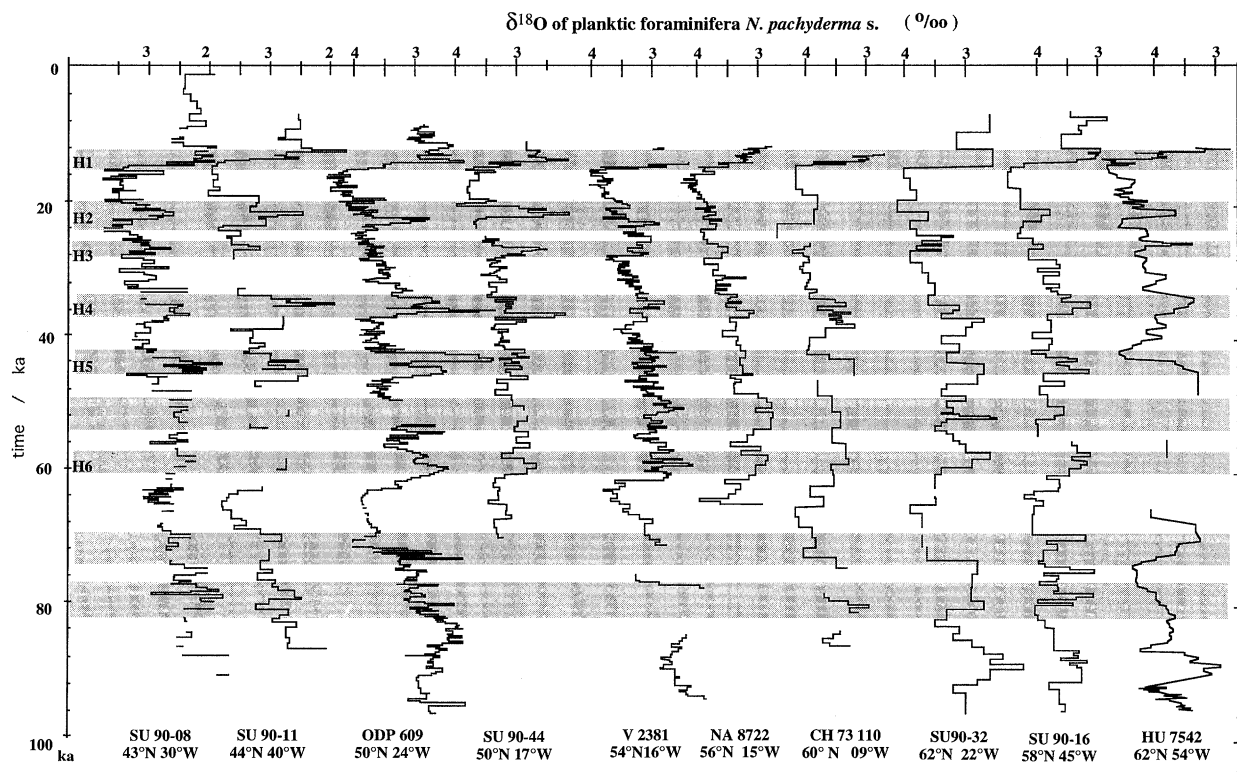 δ18O of planktic foraminifera N. pachyderma s. (º/oo)
3 2 3 2 4 3 4 4 3 4 3 4 3 4 3 4 3 4 3 4 3
0
H1
20
H2
H3
H4
40
H5
time / ka
60
H6
80
100
ka
SU 90-08 SU 90-11 ODP 609 SU 90-44 V 2381 NA 8722 CH 73 110 SU90-32 SU 90-16 HU 7542
43°N 30°W 44°N 40°W 50°N 24°W 50°N 17°W 54°N16°W 56°N 15°W 60° N 09°W 62°N 22°W 58°N 45°W 62°N 54°W